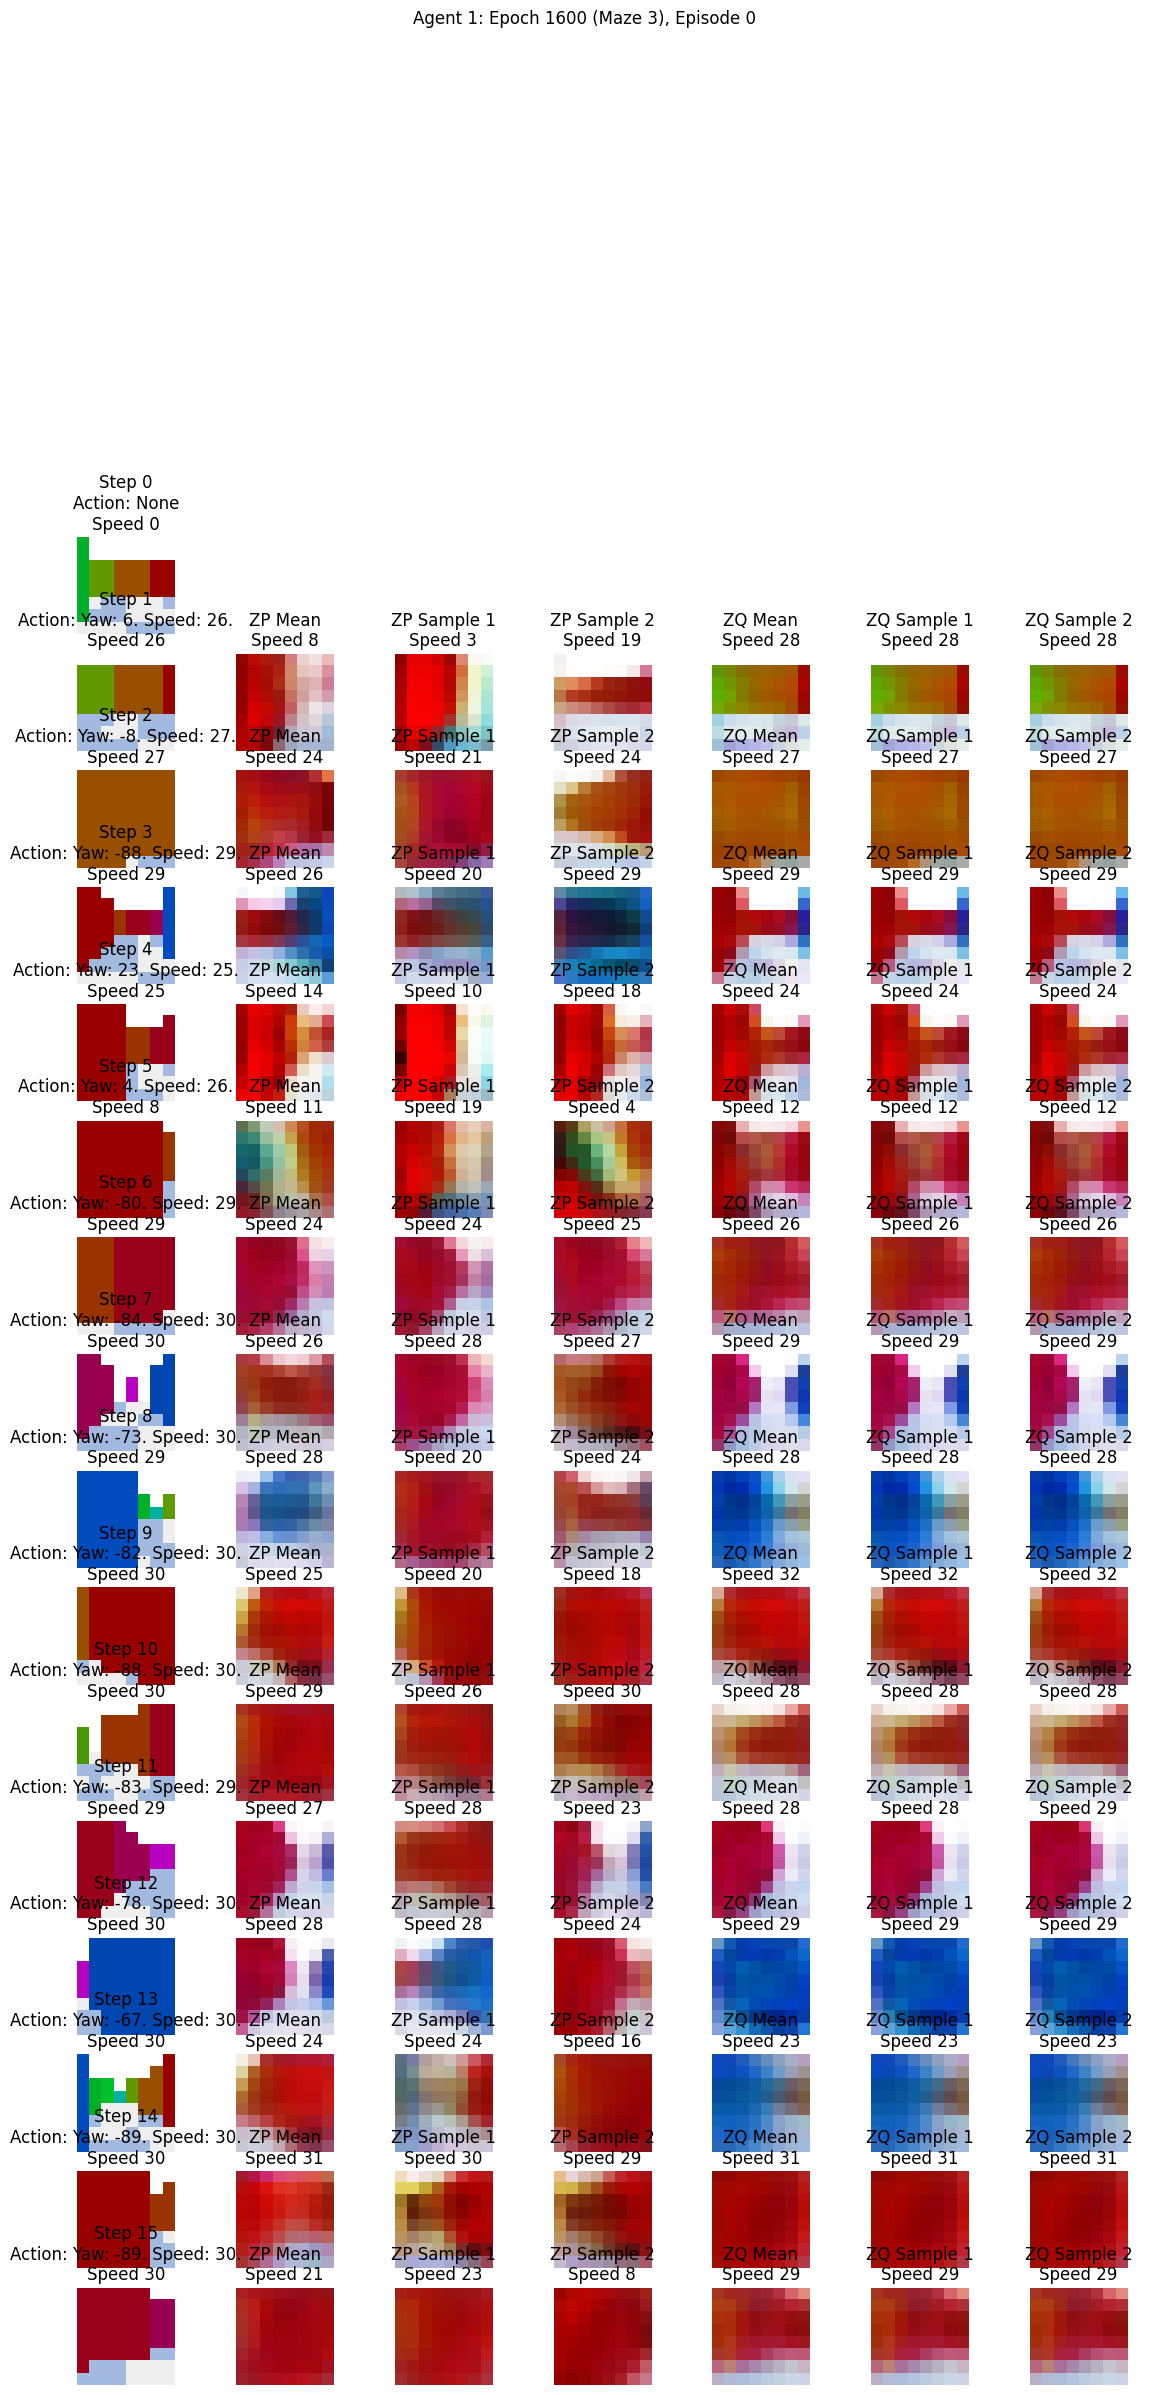 Agent 1: Epoch 1600 (Maze 3), Episode 0
Step 0
Action: None
Speed 0
Step 1
Action: Yaw: 6. Speed: 26.
Speed 26
ZP Mean
Speed 8
ZP Sample 1
Speed 3
ZP Sample 2
Speed 19
ZQ Mean
Speed 28
ZQ Sample 1
Speed 28
ZQ Sample 2
Speed 28
Step 2
Action: Yaw: -8. Speed: 27.
Speed 27
ZP Mean
Speed 24
ZP Sample 1
Speed 21
ZP Sample 2
Speed 24
ZQ Mean
Speed 27
ZQ Sample 1
Speed 27
ZQ Sample 2
Speed 27
Step 3
Action: Yaw: -88. Speed: 29.
Speed 29
ZP Mean
Speed 26
ZP Sample 1
Speed 20
ZP Sample 2
Speed 29
ZQ Mean
Speed 29
ZQ Sample 1
Speed 29
ZQ Sample 2
Speed 29
Step 4
Action: Yaw: 23. Speed: 25.
Speed 25
ZP Mean
Speed 14
ZP Sample 1
Speed 10
ZP Sample 2
Speed 18
ZQ Mean
Speed 24
ZQ Sample 1
Speed 24
ZQ Sample 2
Speed 24
Step 5
Action: Yaw: 4. Speed: 26.
Speed 8
ZP Mean
Speed 11
ZP Sample 1
Speed 19
ZP Sample 2
Speed 4
ZQ Mean
Speed 12
ZQ Sample 1
Speed 12
ZQ Sample 2
Speed 12
Step 6
Action: Yaw: -80. Speed: 29.
Speed 29
ZP Mean
Speed 24
ZP Sample 1
Speed 24
ZP Sample 2
Speed 25
ZQ Mean
Speed 26
ZQ Sample 1
Speed 26
ZQ Sample 2
Speed 26
Step 7
Action: Yaw: -84. Speed: 30.
Speed 30
ZP Mean
Speed 26
ZP Sample 1
Speed 28
ZP Sample 2
Speed 27
ZQ Mean
Speed 29
ZQ Sample 1
Speed 29
ZQ Sample 2
Speed 29
Step 8
Action: Yaw: -73. Speed: 30.
Speed 29
ZP Mean
Speed 28
ZP Sample 1
Speed 20
ZP Sample 2
Speed 24
ZQ Mean
Speed 28
ZQ Sample 1
Speed 28
ZQ Sample 2
Speed 28
Step 9
Action: Yaw: -82. Speed: 30.
Speed 30
ZP Mean
Speed 25
ZP Sample 1
Speed 20
ZP Sample 2
Speed 18
ZQ Mean
Speed 32
ZQ Sample 1
Speed 32
ZQ Sample 2
Speed 32
Step 10
Action: Yaw: -88. Speed: 30.
Speed 30
ZP Mean
Speed 29
ZP Sample 1
Speed 26
ZP Sample 2
Speed 30
ZQ Mean
Speed 28
ZQ Sample 1
Speed 28
ZQ Sample 2
Speed 28
Step 11
Action: Yaw: -83. Speed: 29.
Speed 29
ZP Mean
Speed 27
ZP Sample 1
Speed 28
ZP Sample 2
Speed 23
ZQ Mean
Speed 28
ZQ Sample 1
Speed 28
ZQ Sample 2
Speed 29
Step 12
Action: Yaw: -78. Speed: 30.
Speed 30
ZP Mean
Speed 28
ZP Sample 1
Speed 28
ZP Sample 2
Speed 24
ZQ Mean
Speed 29
ZQ Sample 1
Speed 29
ZQ Sample 2
Speed 29
Step 13
Action: Yaw: -67. Speed: 30.
Speed 30
ZP Mean
Speed 24
ZP Sample 1
Speed 24
ZP Sample 2
Speed 16
ZQ Mean
Speed 23
ZQ Sample 1
Speed 23
ZQ Sample 2
Speed 23
Step 14
Action: Yaw: -89. Speed: 30.
Speed 30
ZP Mean
Speed 31
ZP Sample 1
Speed 30
ZP Sample 2
Speed 29
ZQ Mean
Speed 31
ZQ Sample 1
Speed 31
ZQ Sample 2
Speed 31
Step 15
Action: Yaw: -89. Speed: 30.
Speed 30
ZP Mean
Speed 21
ZP Sample 1
Speed 23
ZP Sample 2
Speed 8
ZQ Mean
Speed 29
ZQ Sample 1
Speed 29
ZQ Sample 2
Speed 29